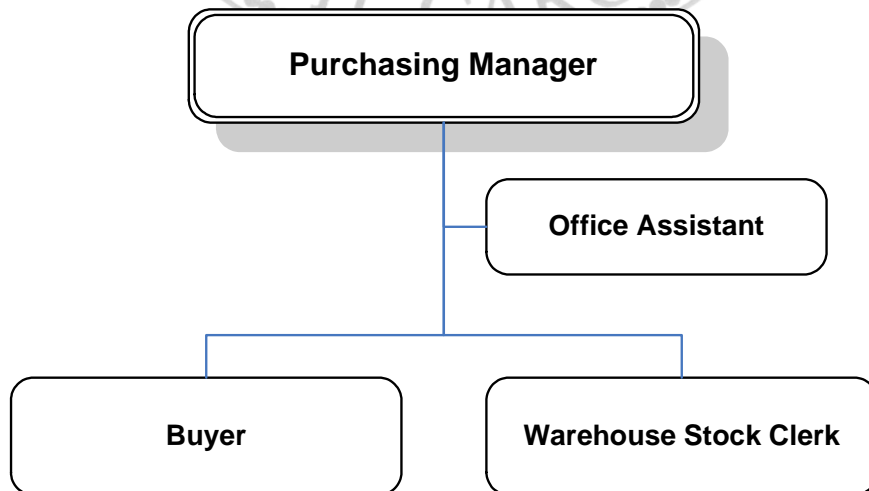 Purchasing Manager
Office Assistant
Buyer
Warehouse Stock Clerk